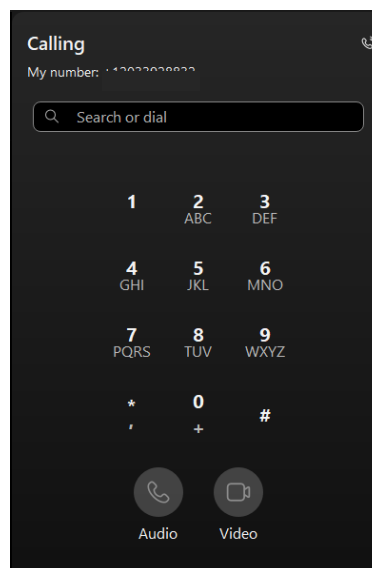 Calling
My number:
Search or dial
1 2 3
ABC DEF
4 5 6
GHI JKL MNO
7 8 9
PQRS TUV WXYZ
* 0 #
, +
Audio Video